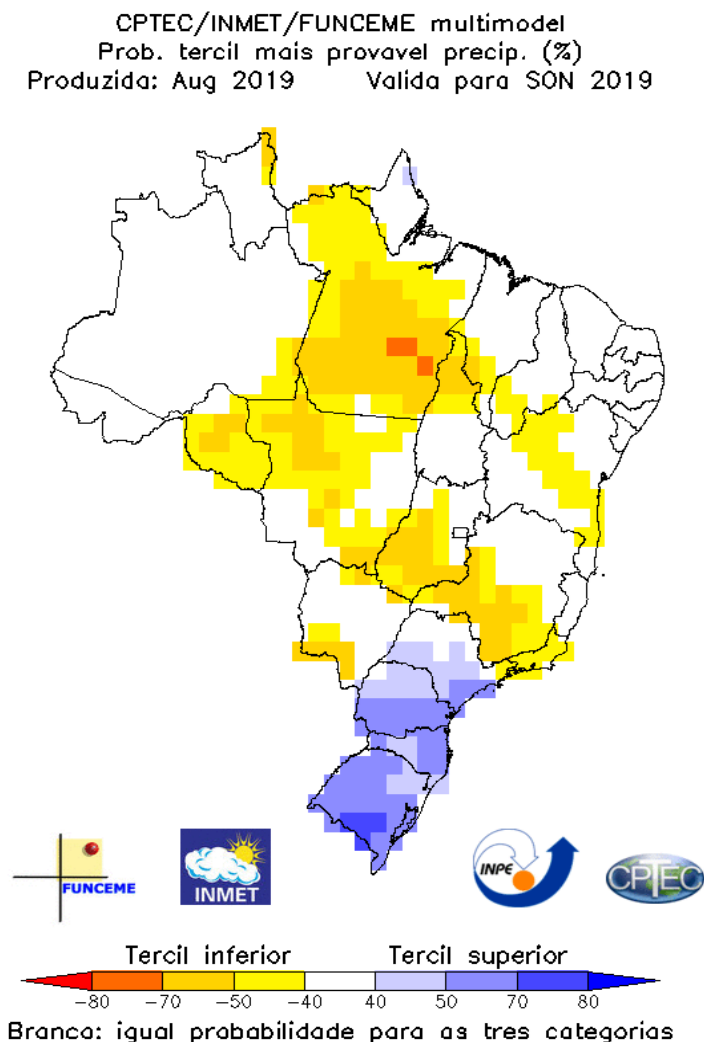 CPTEC/INMET/FUNCEME multimodel
Prob. tercil mais provavel precip. (%)
Produzida: Aug 2019 Valida para SON 2019
FUNCEME
INMET
INPE
CPTEC
Tercil inferior Tercil superior
-80 -70 -50 -40 40 50 70 80
Branca: igual probabilidade para as tres categorias